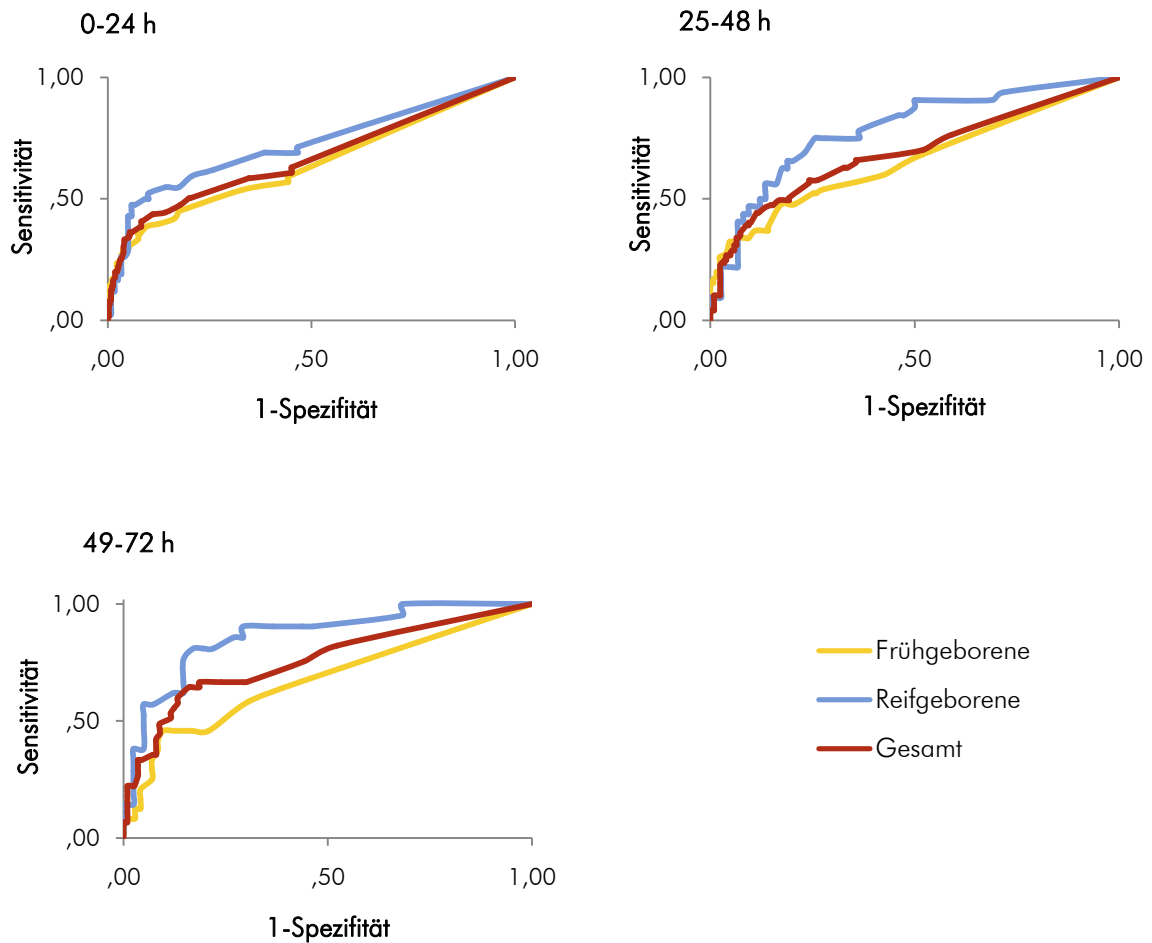 0-24 h
1,00
,50
,00
Sensitivität
,00 ,50 1,00
1-Spezifität
25-48 h
1,00
,50
,00
Sensitivität
,00 ,50 1,00
1-Spezifität
49-72 h
1,00
,50
,00
Sensitivität
,00 ,50 1,00
1-Spezifität
Frühgeborene
Reifgeborene
Gesamt